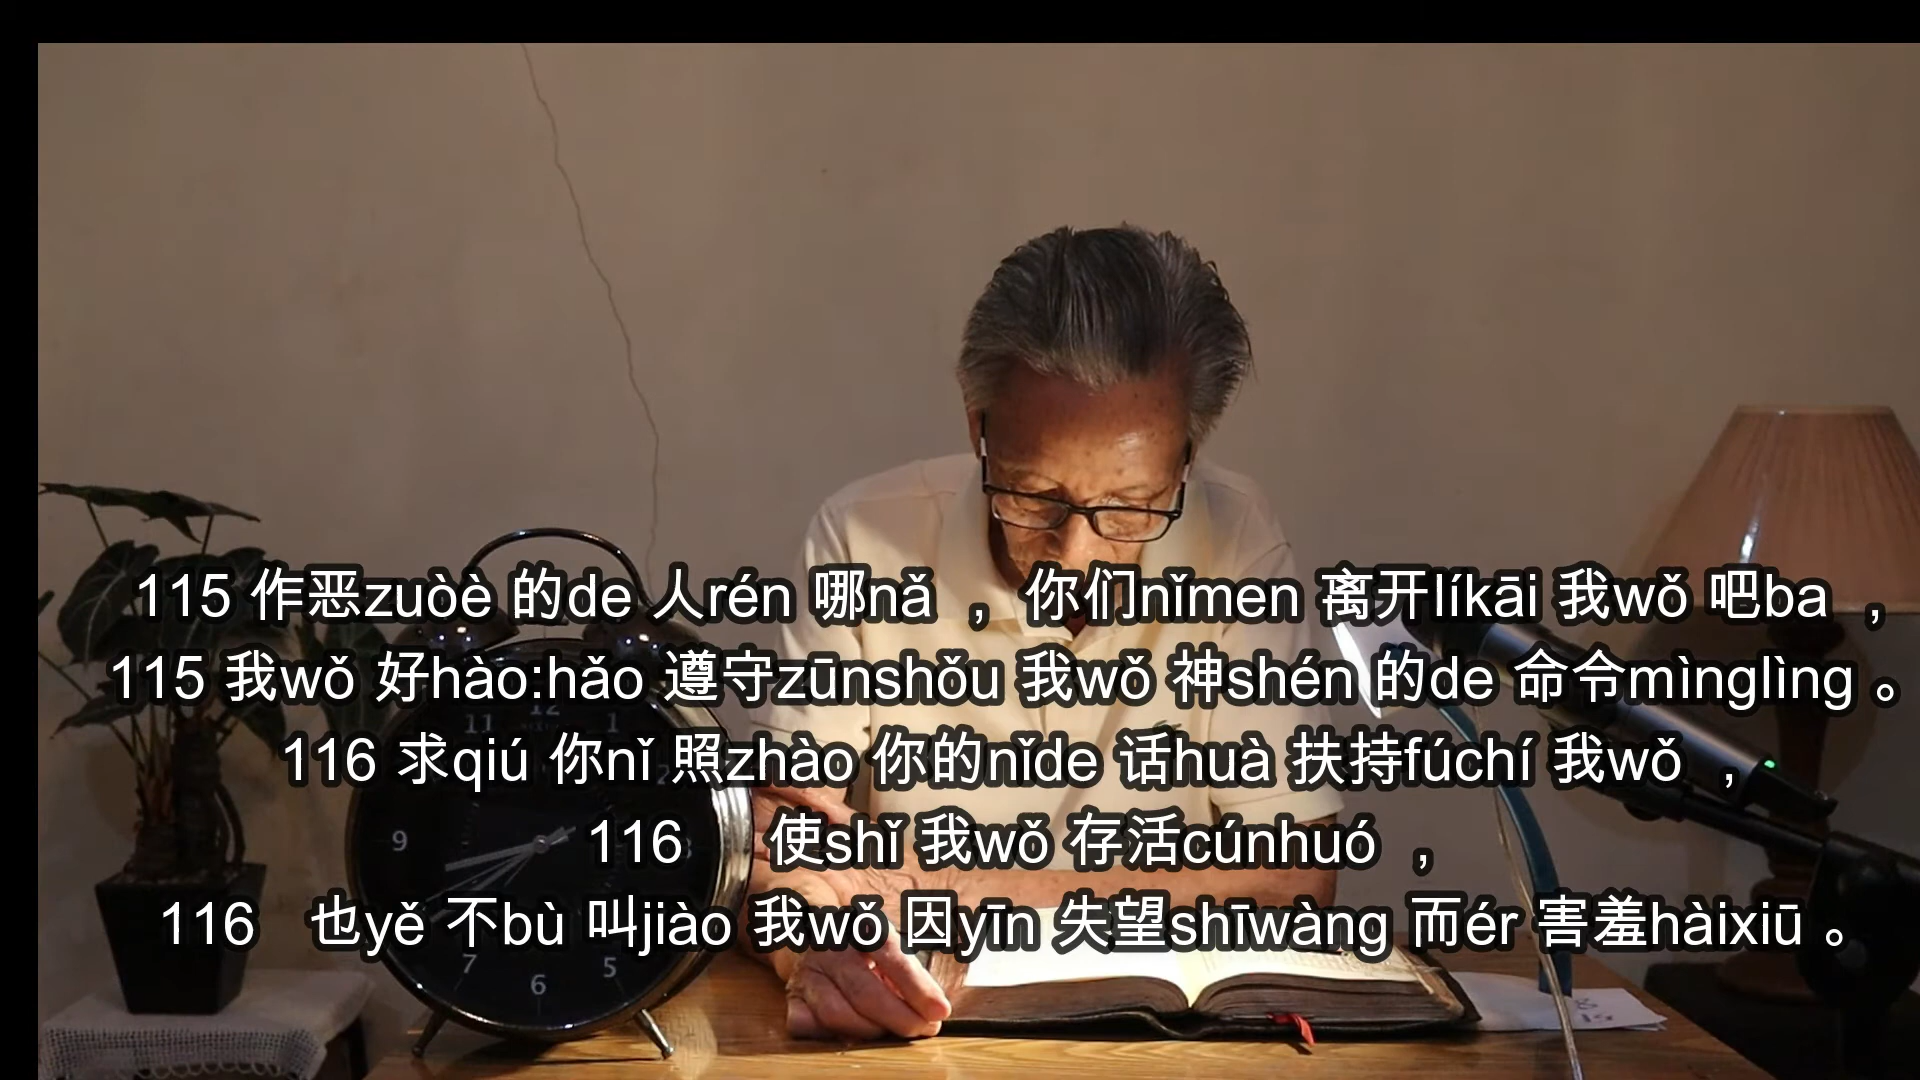 115 作恶zuòè 的de 人rén 哪nǎ ，你们nǐmen 离开líkāi 我wǒ 吧ba ，
115 我wǒ 好hào:hǎo 遵守zūnshǒu 我wǒ 神shén 的de 命令mìnglìng 。
116 求qiú 你nǐ 照zhào 你的nǐde 话huà 扶持fúchí 我wǒ ，
116 使shǐ 我wǒ 存活cúnhuó ，
116 也yě 不bù 叫jiào 我wǒ 因yīn 失望shīwàng 而ér 害羞hàixiū 。
11 12 1
2
9
7 6 5